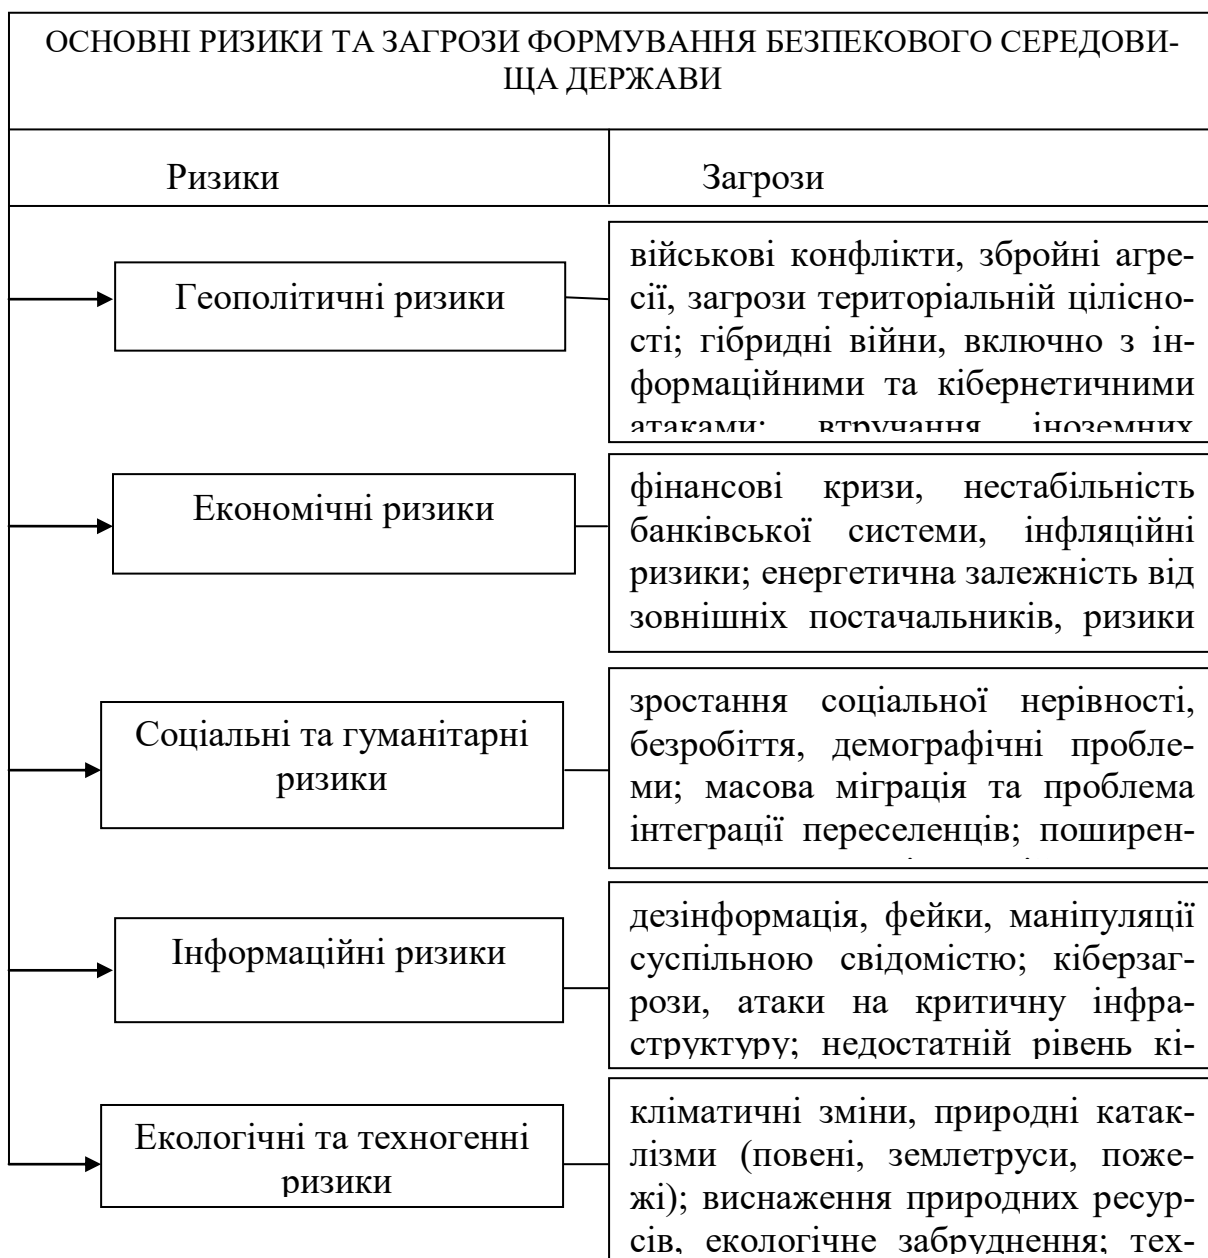 ОСНОВНІ РИЗИКИ ТА ЗАГРОЗИ ФОРМУВАННЯ БЕЗПЕКОВОГО СЕРЕДОВИ-
ЩА ДЕРЖАВИ
Ризики
Загрози
Геополітичні ризики
військові конфлікти, збройні агре-
сії, загрози територіальній цілісно-
сті; гібридні війни, включно з ін-
формаційними та кібернетичними
атаками; втручання іноземних
Економічні ризики
фінансові кризи, нестабільність
банківської системи, інфляційні
ризики; енергетична залежність від
зовнішніх постачальників, ризики
Соціальні та гуманітарні
ризики
зростання соціальної нерівності,
безробіття, демографічні пробле-
ми; масова міграція та проблема
інтеграції переселенців; поширен-
Інформаційні ризики
дезінформація, фейки, маніпуляції
суспільною свідомістю; кіберзаг-
рози, атаки на критичну інфра-
структуру; недостатній рівень кі-
Екологічні та техногенні
ризики
кліматичні зміни, природні катак-
лізми (повені, землетруси, поже-
жі); виснаження природних ресур-
сів, екологічне забруднення; тех-